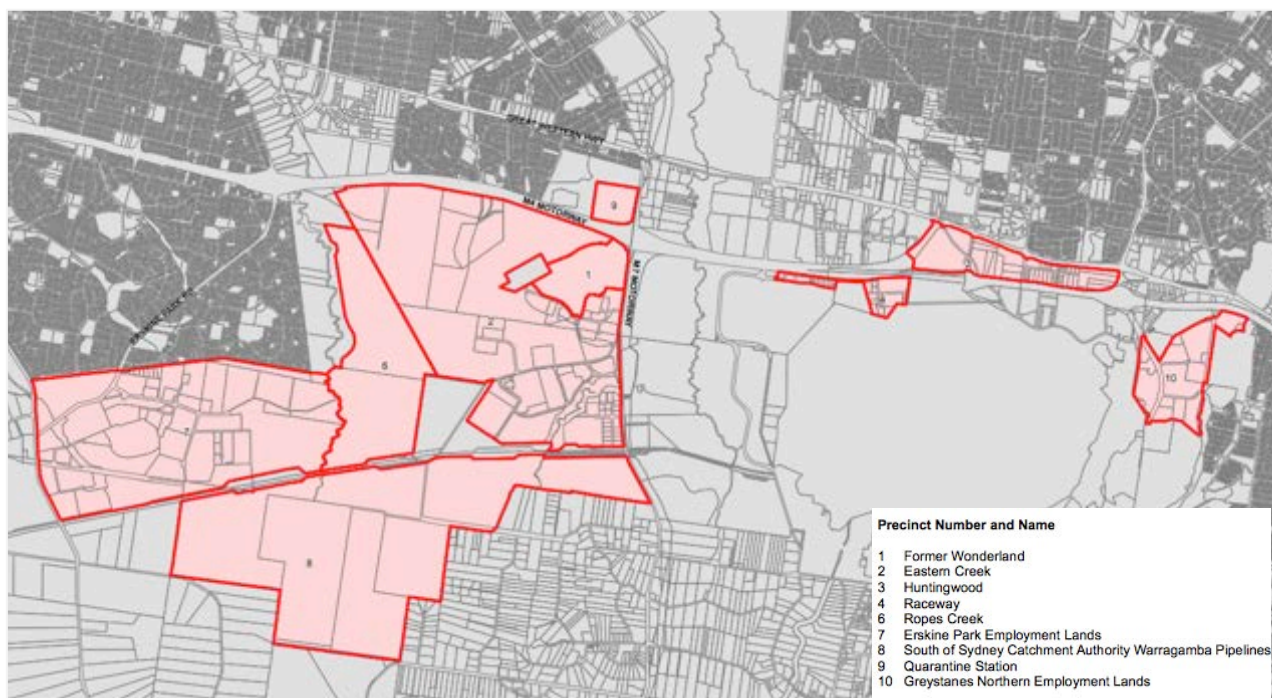 GREAT WESTERN HWY
9
M4 MOTORWAY
1
M7 MOTORWAY
2
3
6
10
7
8
Precinct Number and Name
1 Former Wonderland
2 Eastern Creek
3 Huntingwood
4 Raceway
6 Ropes Creek
7 Erskine Park Employment Lands
8 South of Sydney Catchment Authority Warragamba Pipelines
9 Quarantine Station
10 Greystanes Northern Employment Lands